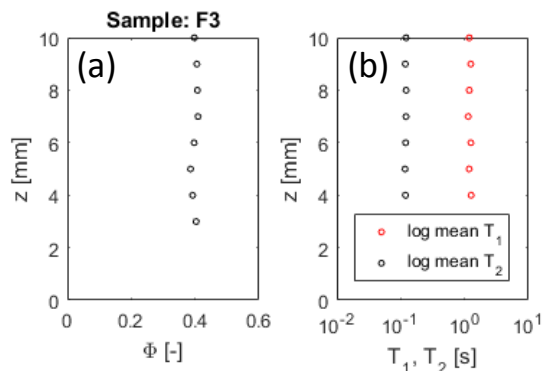 Sample: F3
(a)
10
8
6
4
2
0
z [mm]
0 0.2 0.4 0.6
Φ [-]
(b)
10
8
6
4
2
0
z [mm]
log mean T₁
log mean T₂
10⁻² 10⁻¹ 10⁰ 10¹
T₁, T₂ [s]